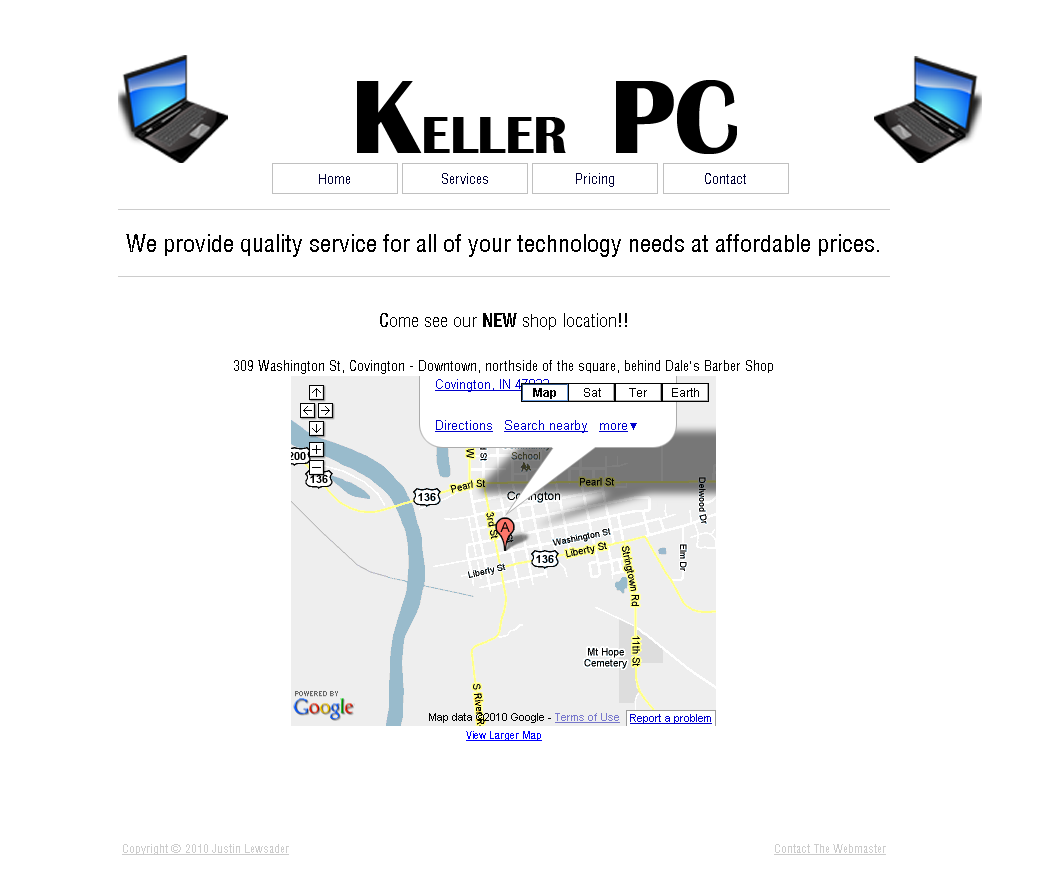 KELLER PC
Home Services Pricing Contact
We provide quality service for all of your technology needs at affordable prices.
Come see our NEW shop location!!
309 Washington St, Covington - Downtown, northside of the square, behind Dale's Barber Shop
Covington, IN
Map Sat Ter Earth
Directions Search nearby more▼
W
St
School
200
136
136
Pearl St
Pearl St
Covington
Delwood Dr
3rd St
A
Washington St
Liberty St
136
Liberty St
Stringtown Rd
Elm Dr
11th St
Mt Hope
Cemetery
S River
POWERED BY
Google
Map data ©2010 Google - Terms of Use Report a problem
View Larger Map
Copyright © 2010 Justin Lewsader Contact The Webmaster